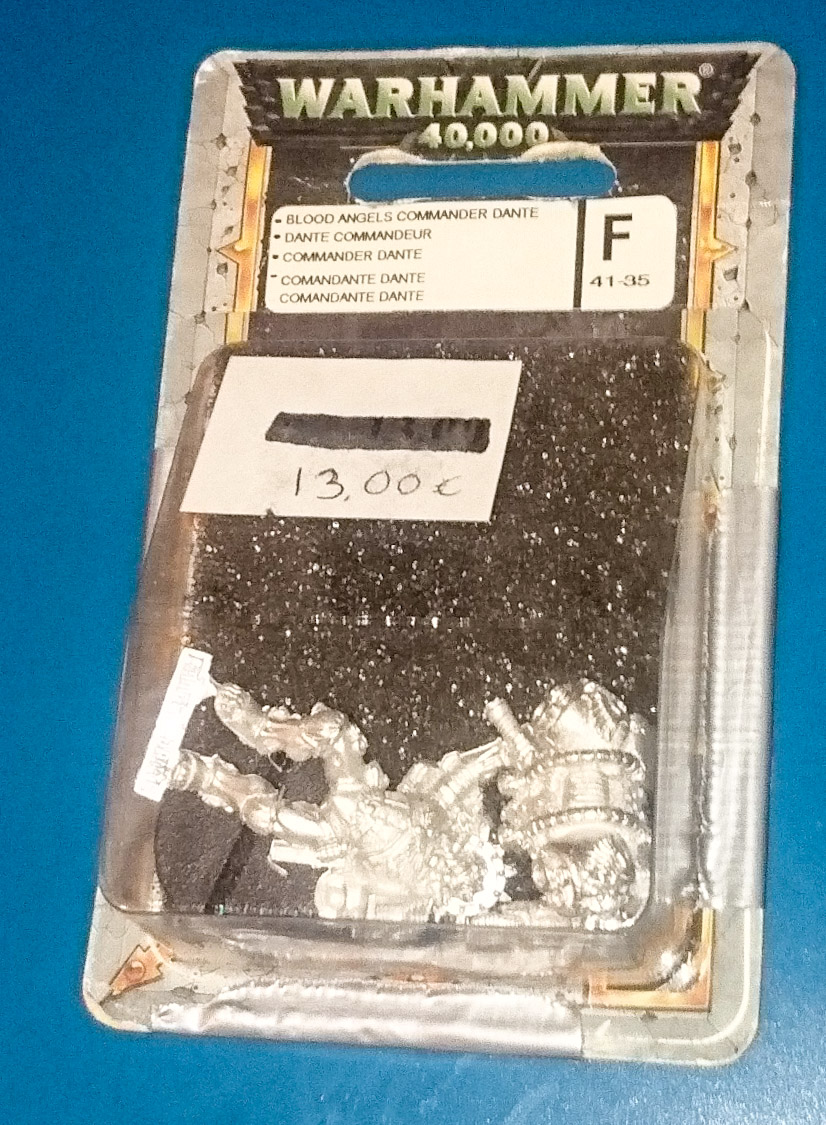 WARHAMMER®
40,000
• BLOOD ANGELS COMMANDER DANTE
• DANTE COMMANDEUR
• COMMANDER DANTE
• COMANDANTE DANTE
COMANDANTE DANTE
F
41-35
13,00 €